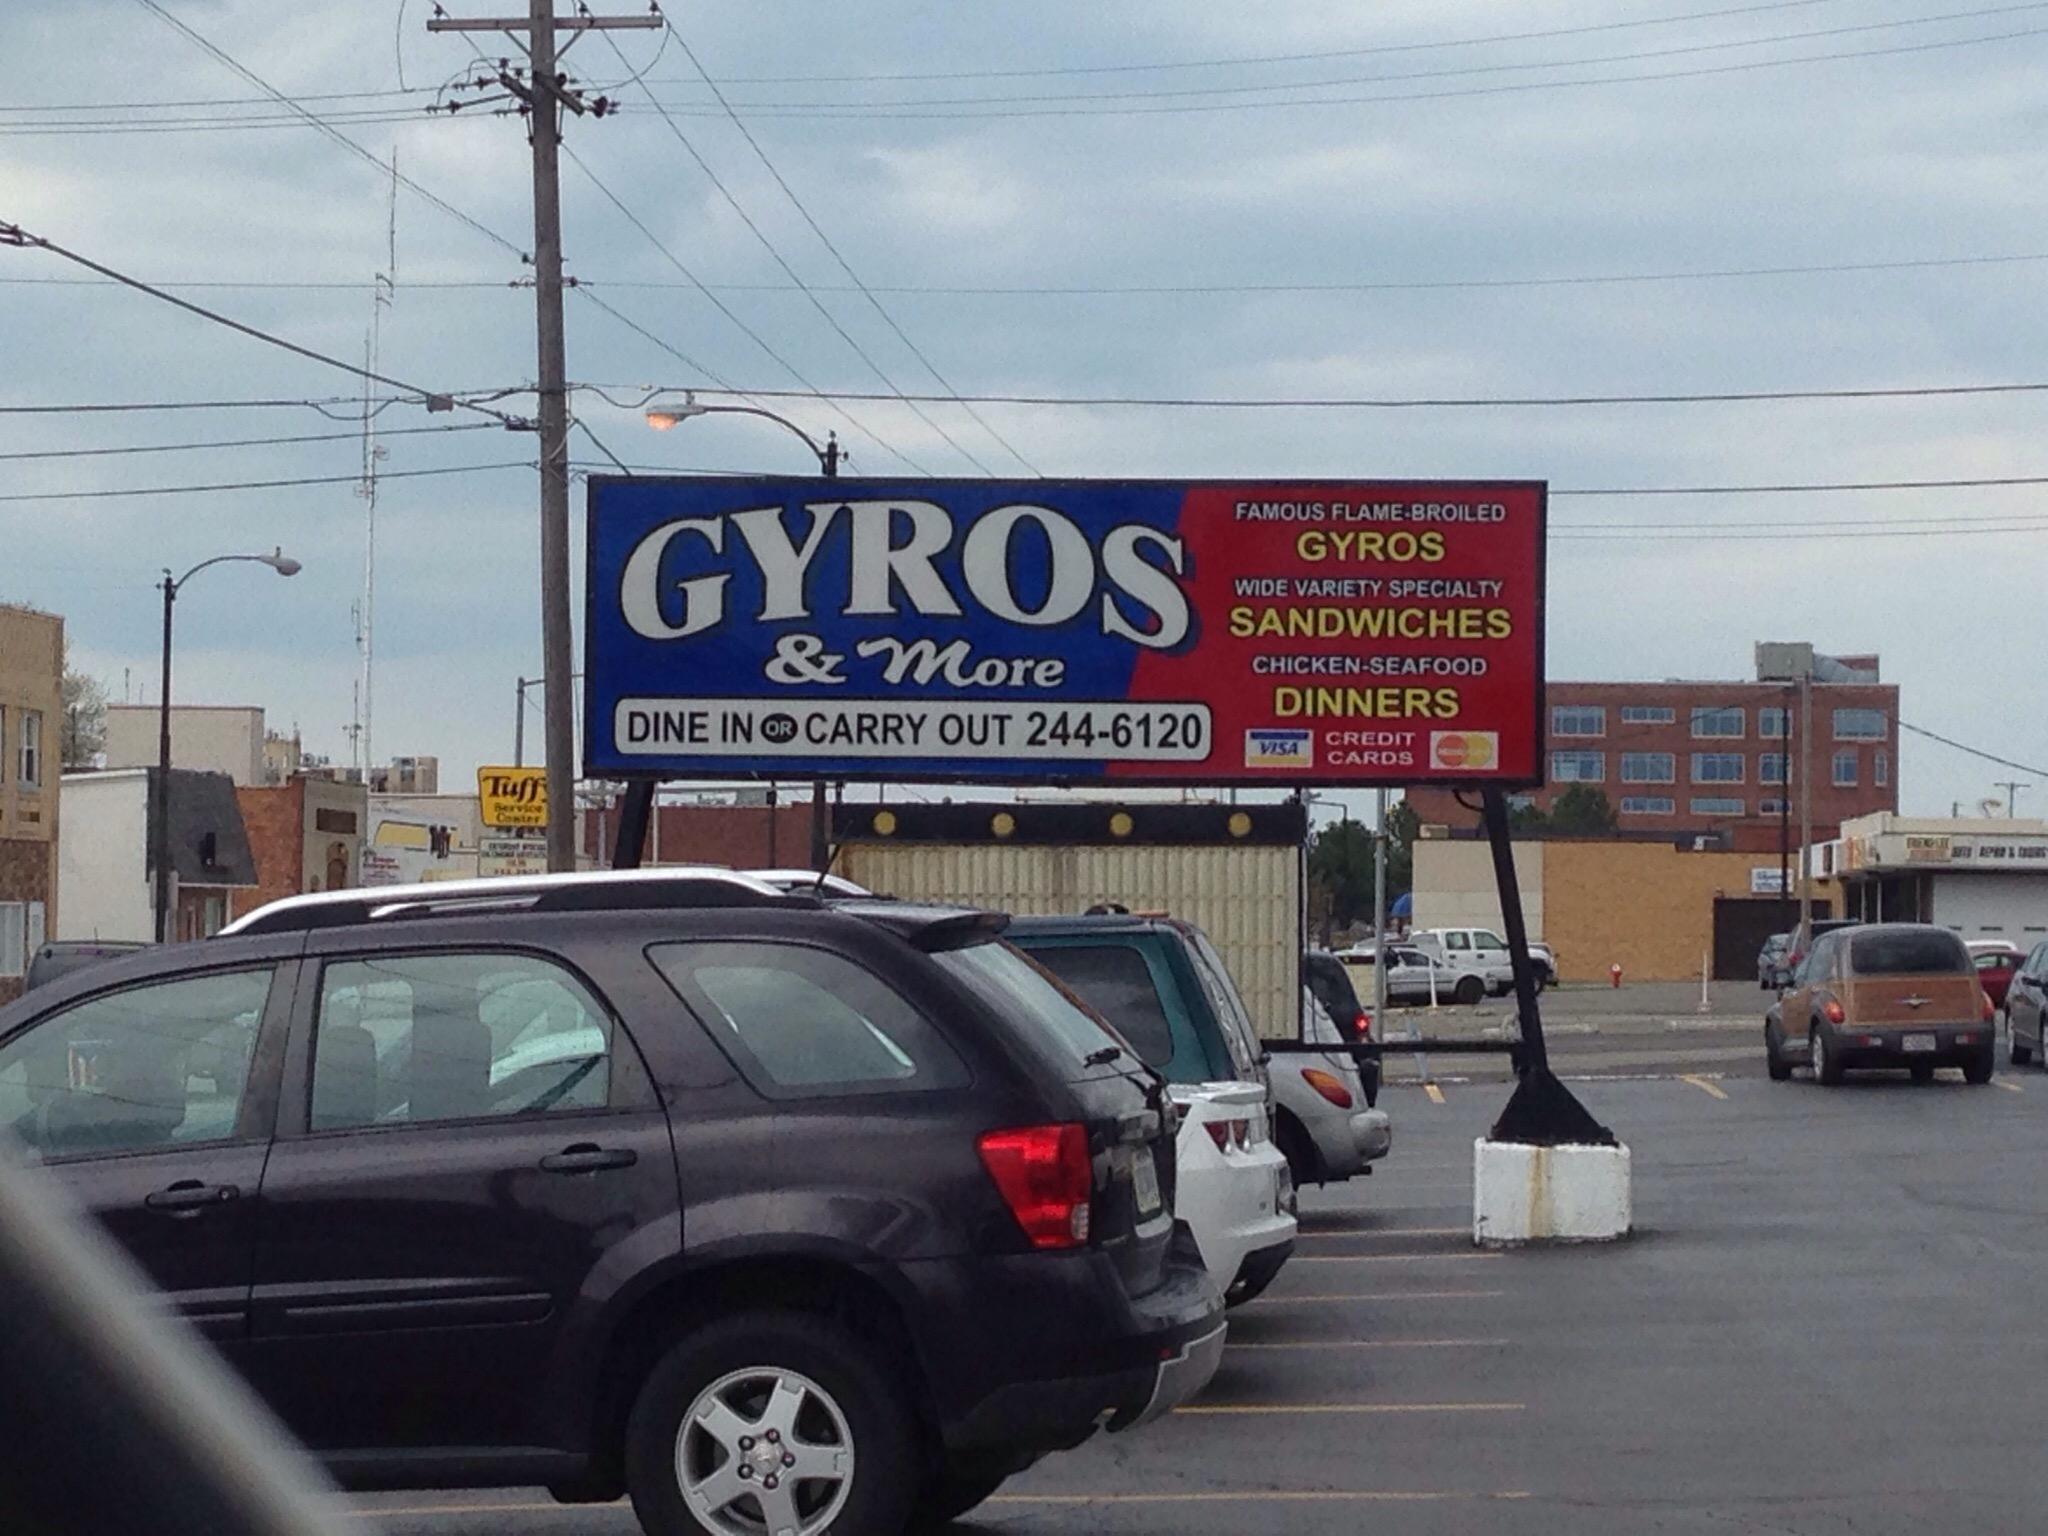 GYROS
& More
DINE IN OR CARRY OUT 244-6120
FAMOUS FLAME-BROILED
GYROS
WIDE VARIETY SPECIALTY
SANDWICHES
CHICKEN-SEAFOOD
DINNERS
VISA CREDIT CARDS MasterCard
Tuffy
Service
Center